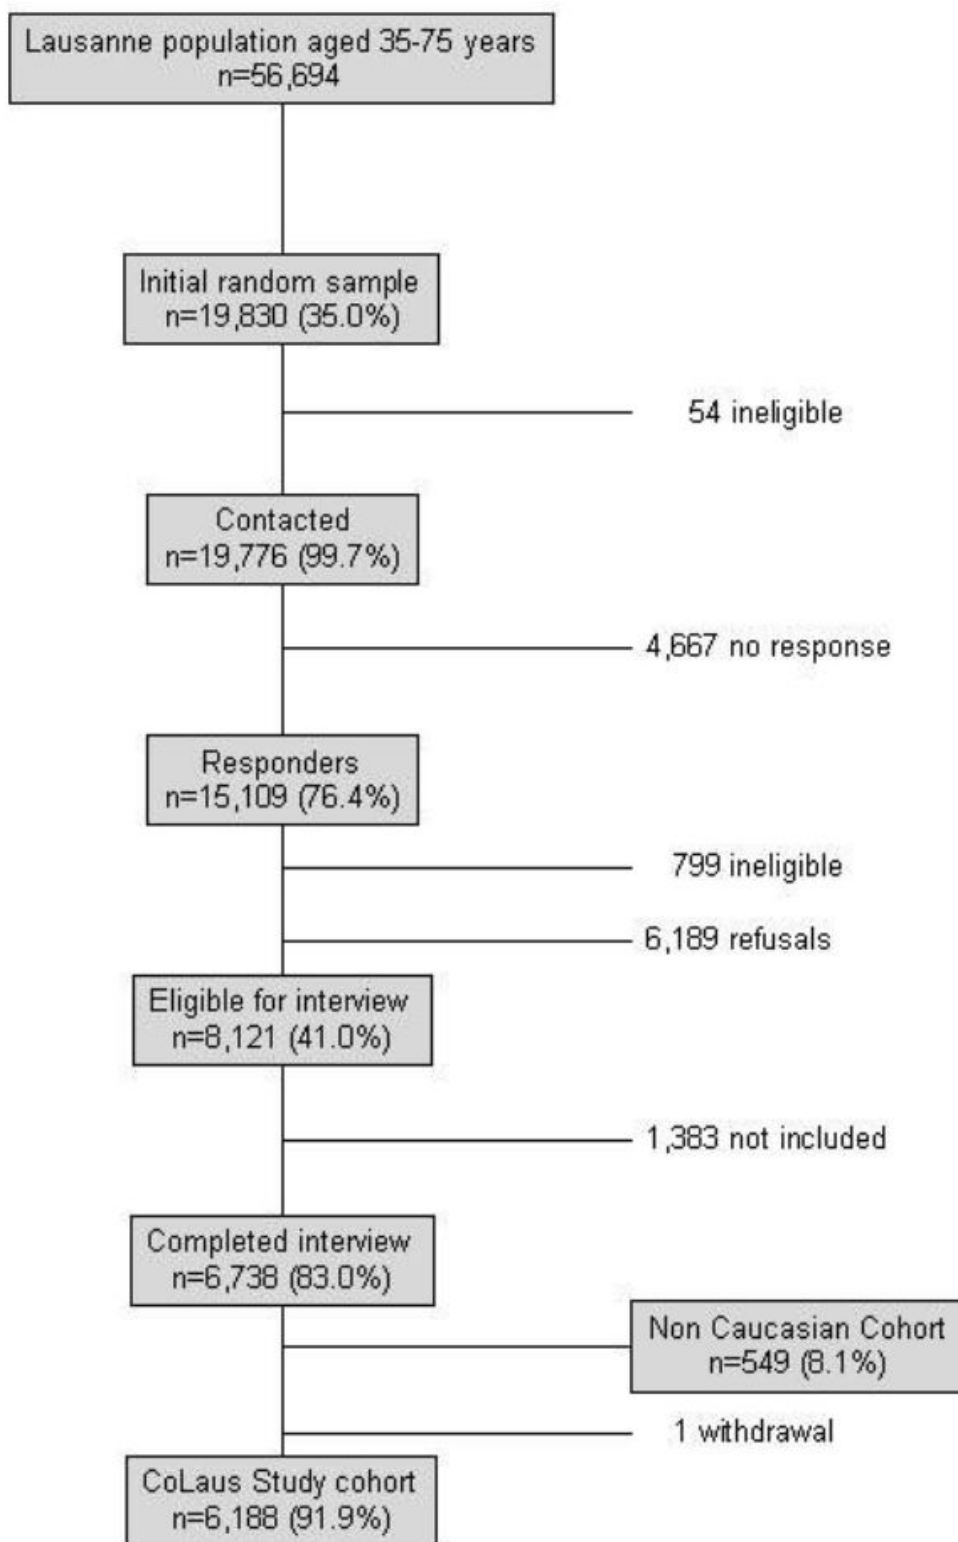 Lausanne population aged 35-75 years
n=56,694
Initial random sample
n=19,830 (35.0%)
54 ineligible
Contacted
n=19,776 (99.7%)
4,667 no response
Responders
n=15,109 (76.4%)
799 ineligible
6,189 refusals
Eligible for interview
n=8,121 (41.0%)
1,383 not included
Completed interview
n=6,738 (83.0%)
Non Caucasian Cohort
n=549 (8.1%)
1 withdrawal
CoLaus Study cohort
n=6,188 (91.9%)